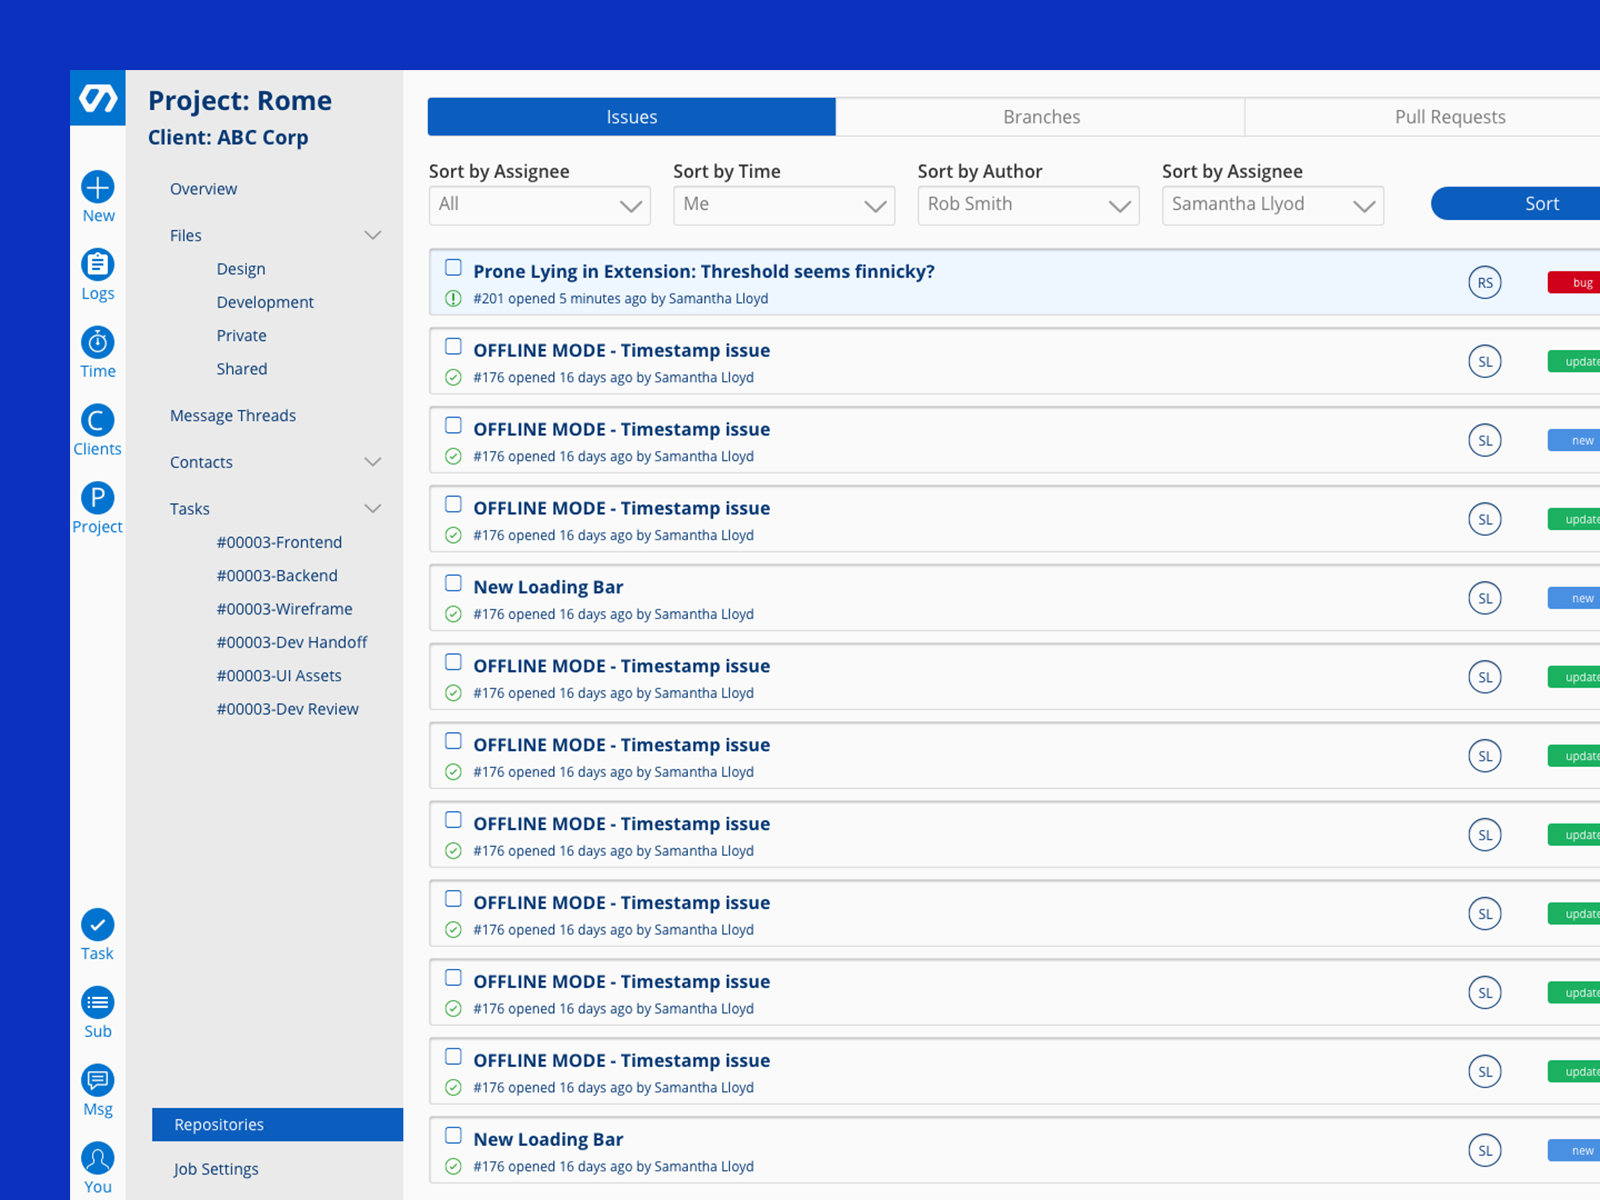 Project: Rome
Client: ABC Corp
New
Logs
Time
C
Clients
P
Project
Task
Sub
Msg
You
Overview
Files
Design
Development
Private
Shared
Message Threads
Contacts
Tasks
#00003-Frontend
#00003-Backend
#00003-Wireframe
#00003-Dev Handoff
#00003-UI Assets
#00003-Dev Review
Repositories
Job Settings
Issues
Branches
Pull Requests
Sort by Assignee
All
Sort by Time
Me
Sort by Author
Rob Smith
Sort by Assignee
Samantha Llyod
Sort
Prone Lying in Extension: Threshold seems finnicky?
#201 opened 5 minutes ago by Samantha Lloyd
RS
bug
OFFLINE MODE - Timestamp issue
#176 opened 16 days ago by Samantha Lloyd
SL
update
OFFLINE MODE - Timestamp issue
#176 opened 16 days ago by Samantha Lloyd
SL
new
OFFLINE MODE - Timestamp issue
#176 opened 16 days ago by Samantha Lloyd
SL
update
New Loading Bar
#176 opened 16 days ago by Samantha Lloyd
SL
new
OFFLINE MODE - Timestamp issue
#176 opened 16 days ago by Samantha Lloyd
SL
update
OFFLINE MODE - Timestamp issue
#176 opened 16 days ago by Samantha Lloyd
SL
update
OFFLINE MODE - Timestamp issue
#176 opened 16 days ago by Samantha Lloyd
SL
update
OFFLINE MODE - Timestamp issue
#176 opened 16 days ago by Samantha Lloyd
SL
update
OFFLINE MODE - Timestamp issue
#176 opened 16 days ago by Samantha Lloyd
SL
update
OFFLINE MODE - Timestamp issue
#176 opened 16 days ago by Samantha Lloyd
SL
update
New Loading Bar
#176 opened 16 days ago by Samantha Lloyd
SL
new